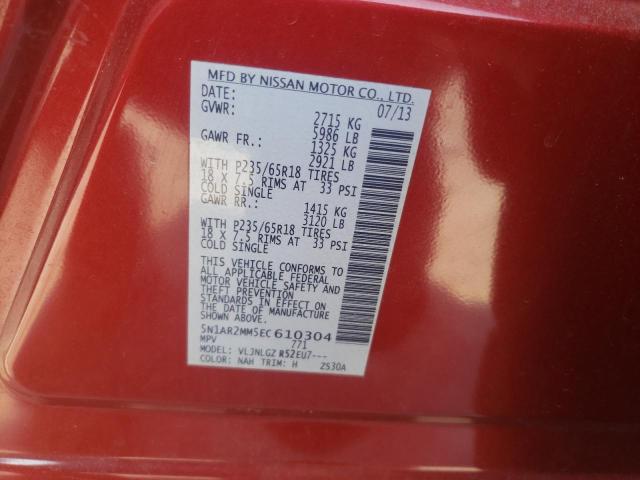 MFD BY NISSAN MOTOR CO., LTD.
DATE: 07/13
GVWR: 2715 KG
5986 LB
GAWR FR.: 1325 KG
2921 LB
WITH P235/65R18 TIRES
18 X 7.5 RIMS AT 33 PSI
COLD SINGLE
GAWR RR.: 1415 KG
3120 LB
WITH P235/65R18 TIRES
18 X 7.5 RIMS AT 33 PSI
COLD SINGLE
THIS VEHICLE CONFORMS TO
ALL APPLICABLE FEDERAL
MOTOR VEHICLE SAFETY AND
THEFT PREVENTION
STANDARDS IN EFFECT ON
THE DATE OF MANUFACTURE
SHOWN ABOVE.
5N1AR2MM5EC610304
MPV 771
MODEL: VLJNLGZ R52EU7---
COLOR: NAH TRIM: H ZS30A